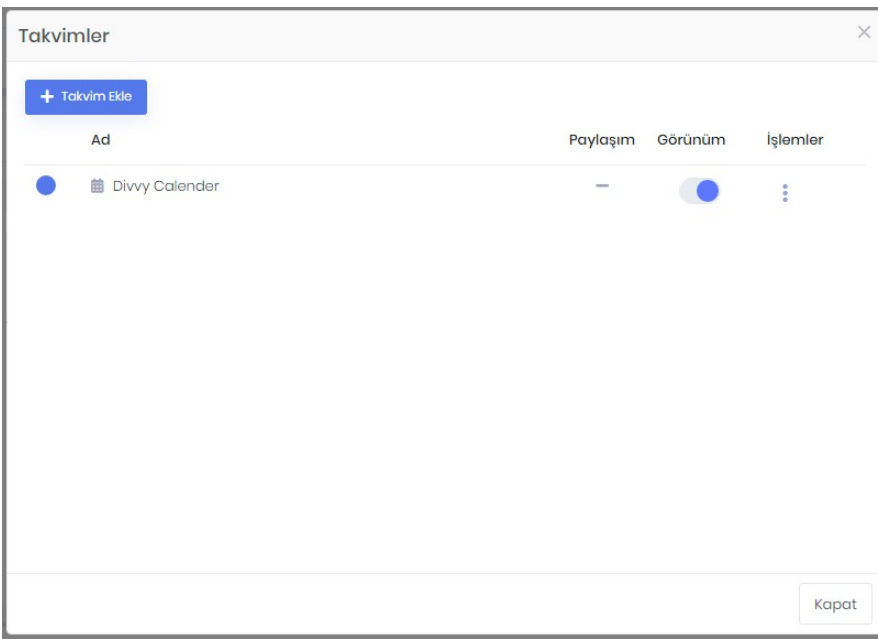 Takvimler
Takvim Ekle
Ad Paylaşım Görünüm İşlemler
Divvy Calender
Kapat